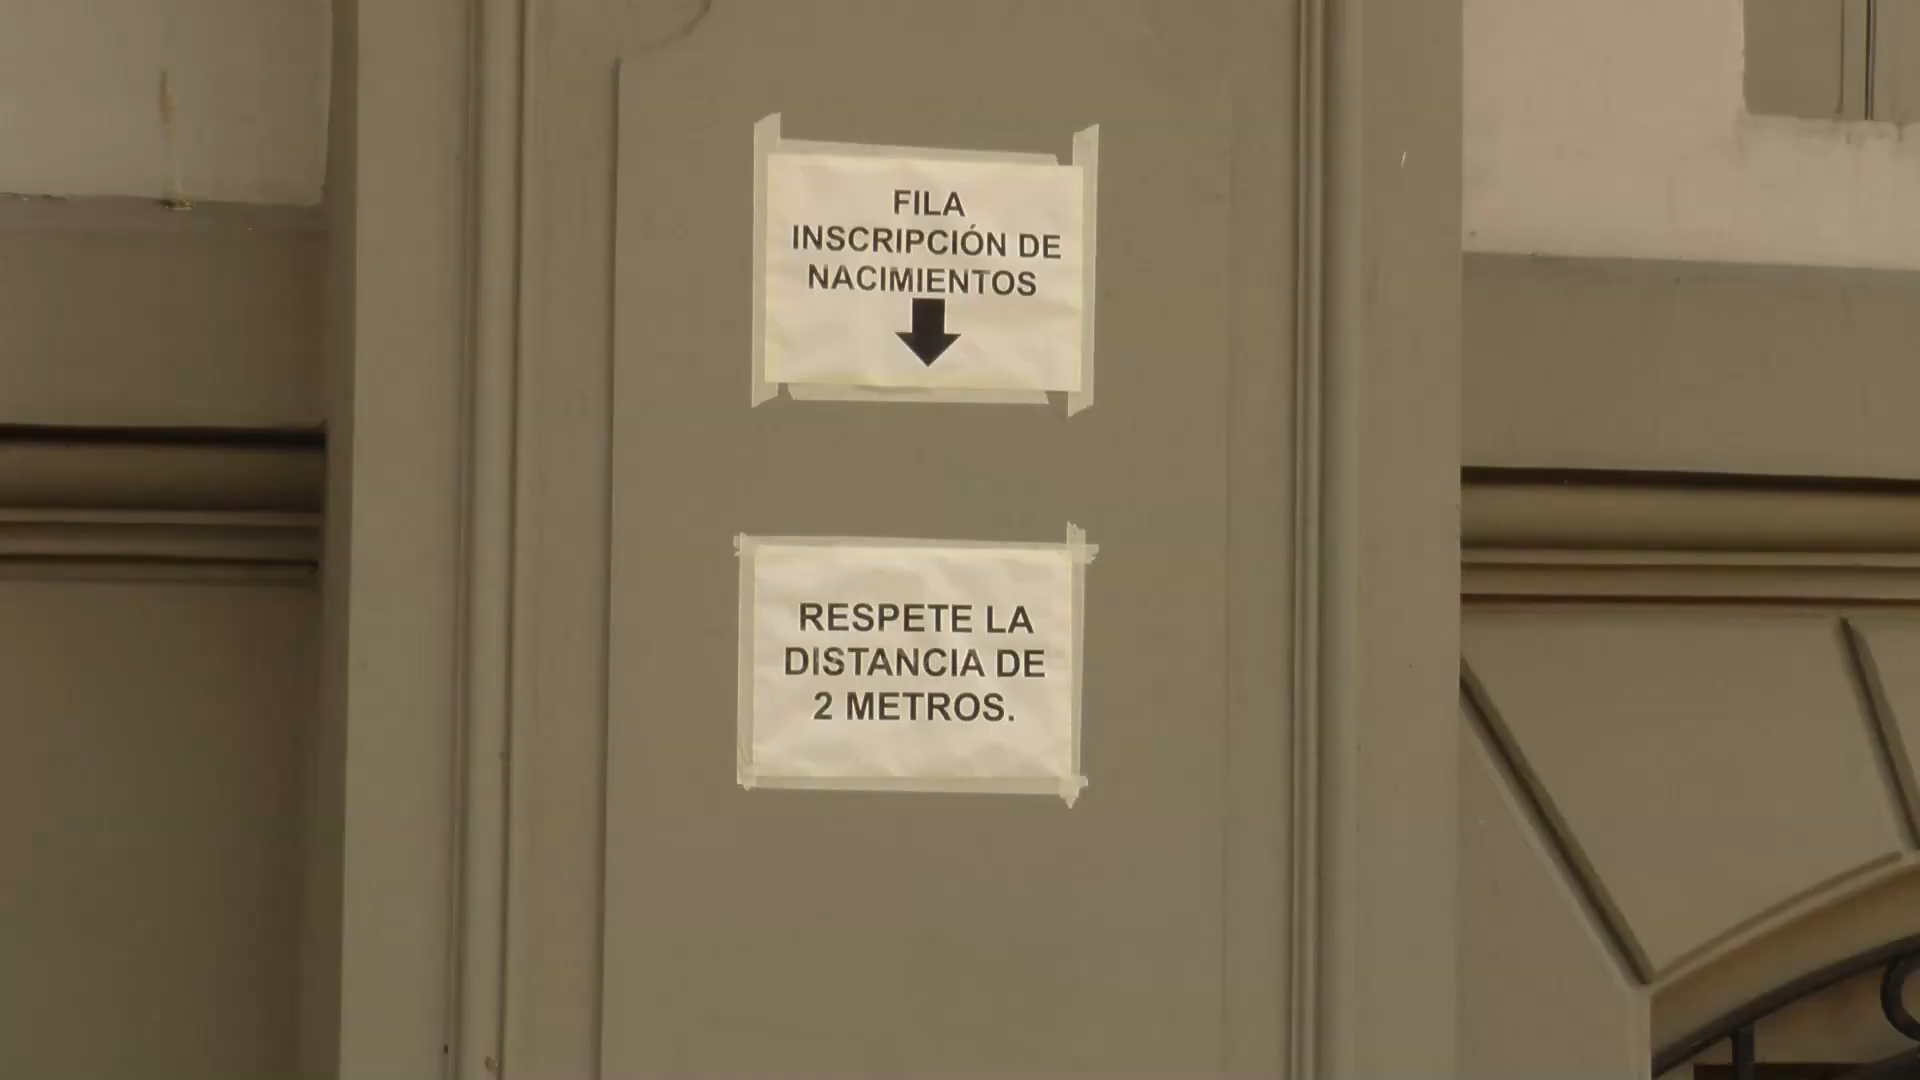 FILA
INSCRIPCIÓN DE
NACIMIENTOS
RESPETE LA
DISTANCIA DE
2 METROS.